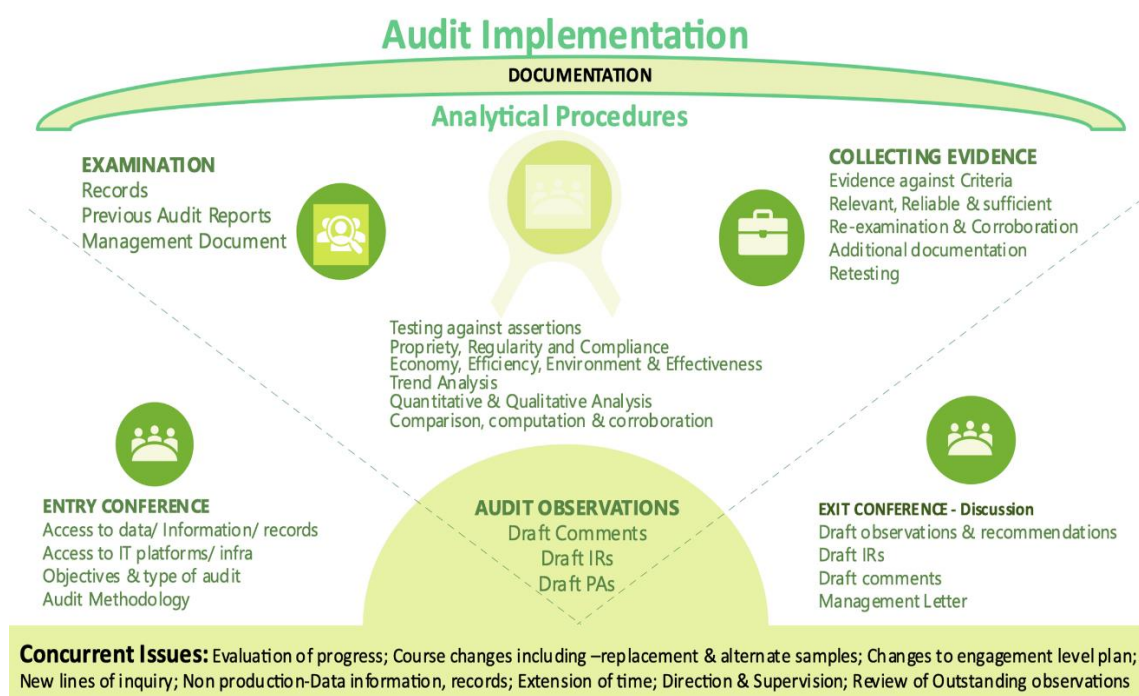 Audit Implementation
DOCUMENTATION
Analytical Procedures
EXAMINATION
Records
Previous Audit Reports
Management Document
COLLECTING EVIDENCE
Evidence against Criteria
Relevant, Reliable & sufficient
Re-examination & Corroboration
Additional documentation
Retesting
Testing against assertions
Propriety, Regularity and Compliance
Economy, Efficiency, Environment & Effectiveness
Trend Analysis
Quantitative & Qualitative Analysis
Comparison, computation & corroboration
ENTRY CONFERENCE
Access to data/ Information/ records
Access to IT platforms/ infra
Objectives & type of audit
Audit Methodology
AUDIT OBSERVATIONS
Draft Comments
Draft IRs
Draft PAs
EXIT CONFERENCE - Discussion
Draft observations & recommendations
Draft IRs
Draft comments
Management Letter
Concurrent Issues: Evaluation of progress; Course changes including –replacement & alternate samples; Changes to engagement level plan;
New lines of inquiry; Non production-Data information, records; Extension of time; Direction & Supervision; Review of Outstanding observations